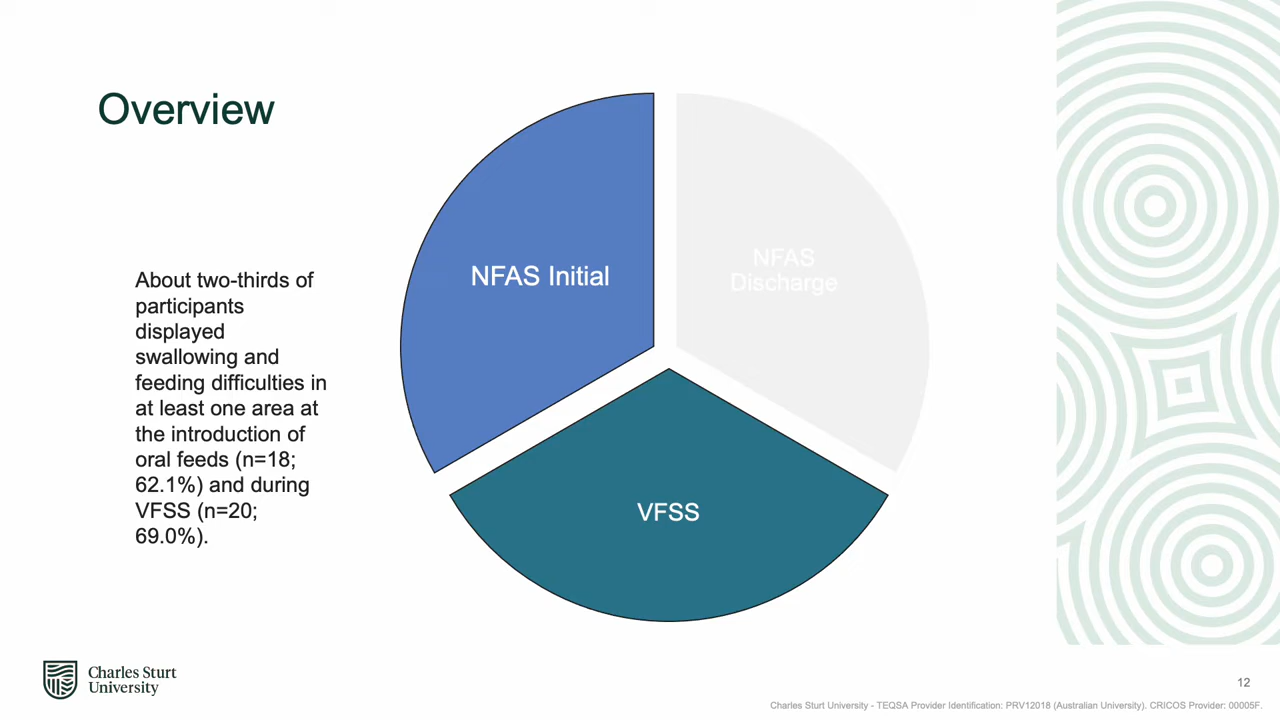 Overview
About two-thirds of
participants
displayed
swallowing and
feeding difficulties in
at least one area at
the introduction of
oral feeds (n=18;
62.1%) and during
VFSS (n=20;
69.0%).
NFAS Initial
NFAS
Discharge
VFSS
Charles Sturt
University
12
Charles Sturt University - TEQSA Provider Identification: PRV12018 (Australian University). CRICOS Provider: 00005F.